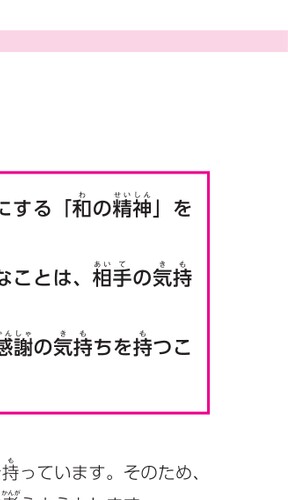 にする「和の精神」を
なことは、相手の気持
感謝の気持ちを持つこ
持っています。そのため、